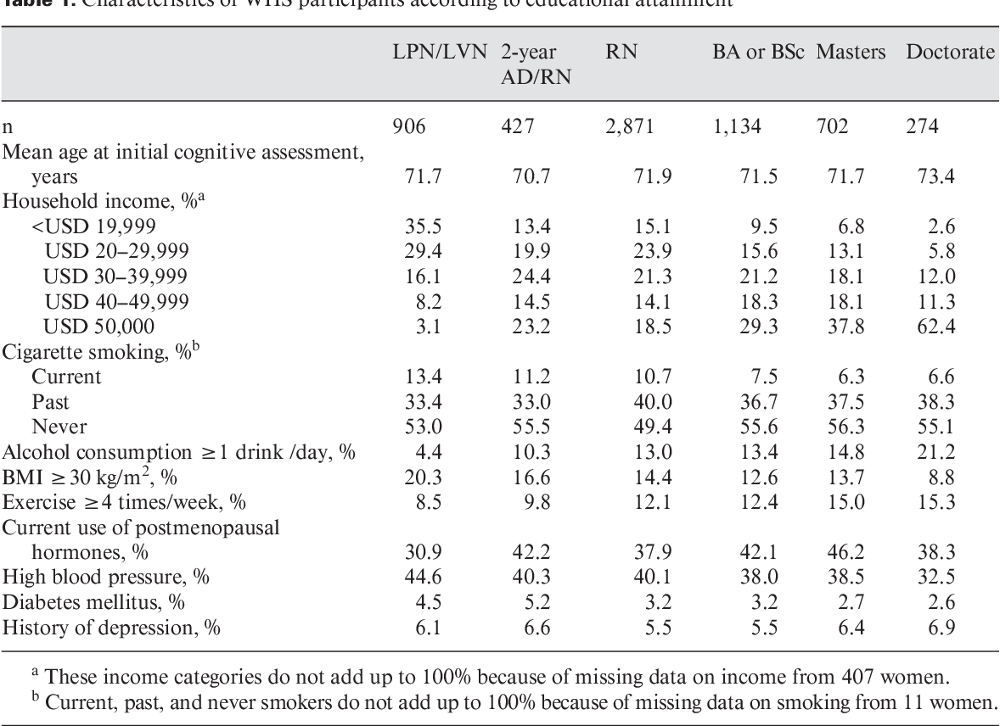 Table 1. Characteristics of WHS participants according to educational attainment
LPN/LVN 2-year AD/RN RN BA or BSc Masters Doctorate
n 906 427 2,871 1,134 702 274
Mean age at initial cognitive assessment,
years 71.7 70.7 71.9 71.5 71.7 73.4
Household income, %a
<USD 19,999 35.5 13.4 15.1 9.5 6.8 2.6
USD 20–29,999 29.4 19.9 23.9 15.6 13.1 5.8
USD 30–39,999 16.1 24.4 21.3 21.2 18.1 12.0
USD 40–49,999 8.2 14.5 14.1 18.3 18.1 11.3
USD 50,000 3.1 23.2 18.5 29.3 37.8 62.4
Cigarette smoking, %b
Current 13.4 11.2 10.7 7.5 6.3 6.6
Past 33.4 33.0 40.0 36.7 37.5 38.3
Never 53.0 55.5 49.4 55.6 56.3 55.1
Alcohol consumption ≥1 drink /day, % 4.4 10.3 13.0 13.4 14.8 21.2
BMI ≥30 kg/m2, % 20.3 16.6 14.4 12.6 13.7 8.8
Exercise ≥4 times/week, % 8.5 9.8 12.1 12.4 15.0 15.3
Current use of postmenopausal
hormones, % 30.9 42.2 37.9 42.1 46.2 38.3
High blood pressure, % 44.6 40.3 40.1 38.0 38.5 32.5
Diabetes mellitus, % 4.5 5.2 3.2 3.2 2.7 2.6
History of depression, % 6.1 6.6 5.5 5.5 6.4 6.9
a These income categories do not add up to 100% because of missing data on income from 407 women.
b Current, past, and never smokers do not add up to 100% because of missing data on smoking from 11 women.